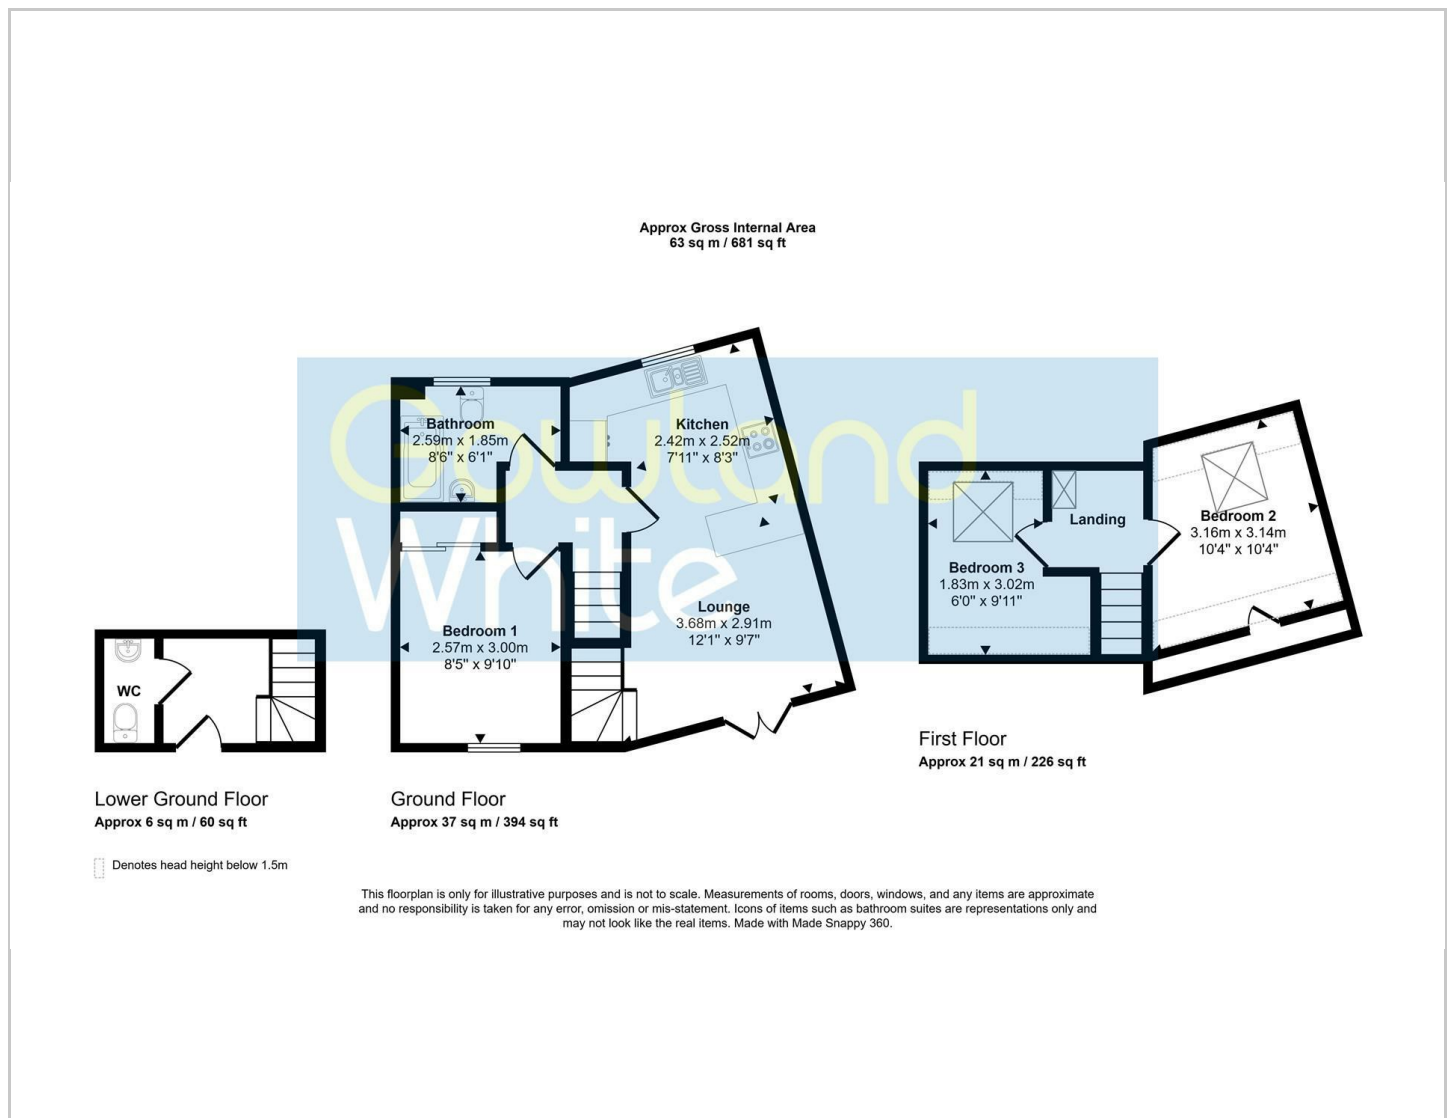 Approx Gross Internal Area
63 sq m / 681 sq ft
Gowland
White
Bathroom
2.59m x 1.85m
8'6" x 6'1"
Kitchen
2.42m x 2.52m
7'11" x 8'3"
Bedroom 1
2.57m x 3.00m
8'5" x 9'10"
Lounge
3.68m x 2.91m
12'1" x 9'7"
Landing
Bedroom 2
3.16m x 3.14m
10'4" x 10'4"
Bedroom 3
1.83m x 3.02m
6'0" x 9'11"
WC
Lower Ground Floor
Approx 6 sq m / 60 sq ft
Ground Floor
Approx 37 sq m / 394 sq ft
First Floor
Approx 21 sq m / 226 sq ft
Denotes head height below 1.5m
This floorplan is only for illustrative purposes and is not to scale. Measurements of rooms, doors, windows, and any items are approximate
and no responsibility is taken for any error, omission or mis-statement. Icons of items such as bathroom suites are representations only and
may not look like the real items. Made with Made Snappy 360.